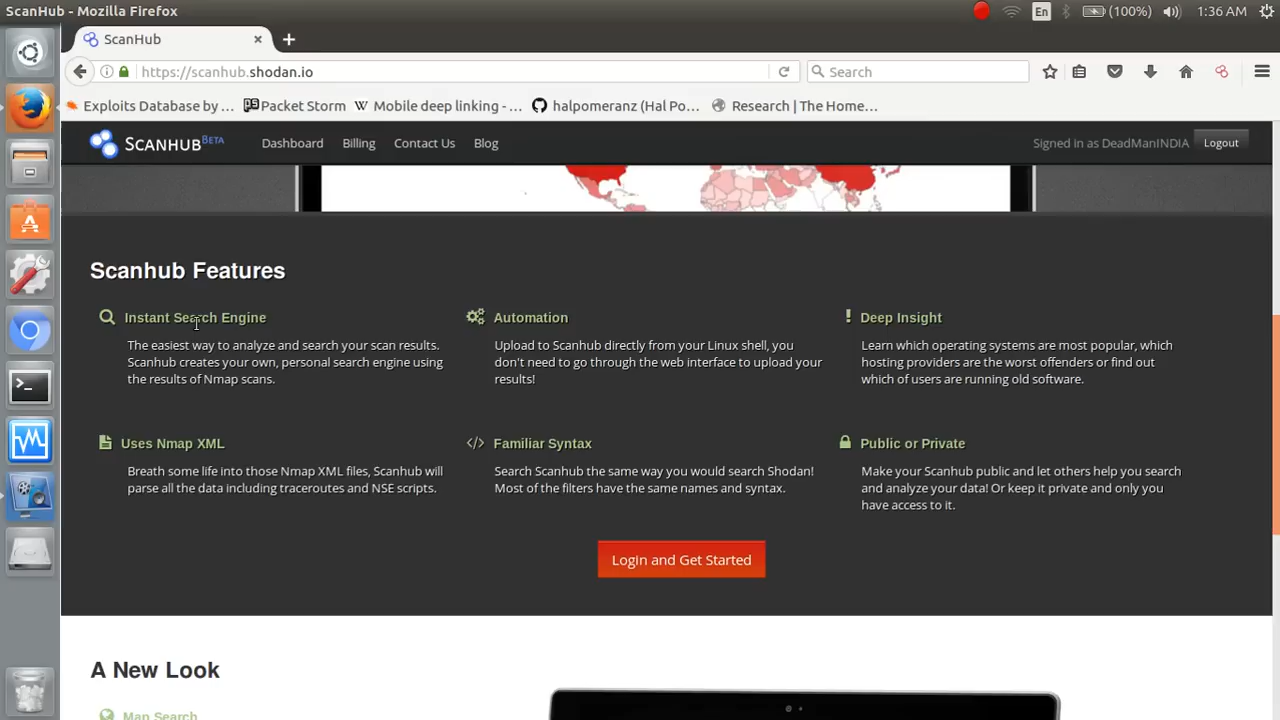 ScanHub - Mozilla Firefox
En
(100%)
1:36 AM
ScanHub
https://scanhub.shodan.io
Search
Exploits Database by ...
Packet Storm
W Mobile deep linking - ...
halpomeranz (Hal Po...
Research | The Home...
SCANHUB BETA
Dashboard
Billing
Contact Us
Blog
Signed in as DeadManINDIA
Logout
Scanhub Features
Instant Search Engine
The easiest way to analyze and search your scan results.
Scanhub creates your own, personal search engine using
the results of Nmap scans.
Automation
Upload to Scanhub directly from your Linux shell, you
don't need to go through the web interface to upload your
results!
Deep Insight
Learn which operating systems are most popular, which
hosting providers are the worst offenders or find out
which of users are running old software.
Uses Nmap XML
Breath some life into those Nmap XML files, Scanhub will
parse all the data including traceroutes and NSE scripts.
</> Familiar Syntax
Search Scanhub the same way you would search Shodan!
Most of the filters have the same names and syntax.
Public or Private
Make your Scanhub public and let others help you search
and analyze your data! Or keep it private and only you
have access to it.
Login and Get Started
A New Look
Map Search